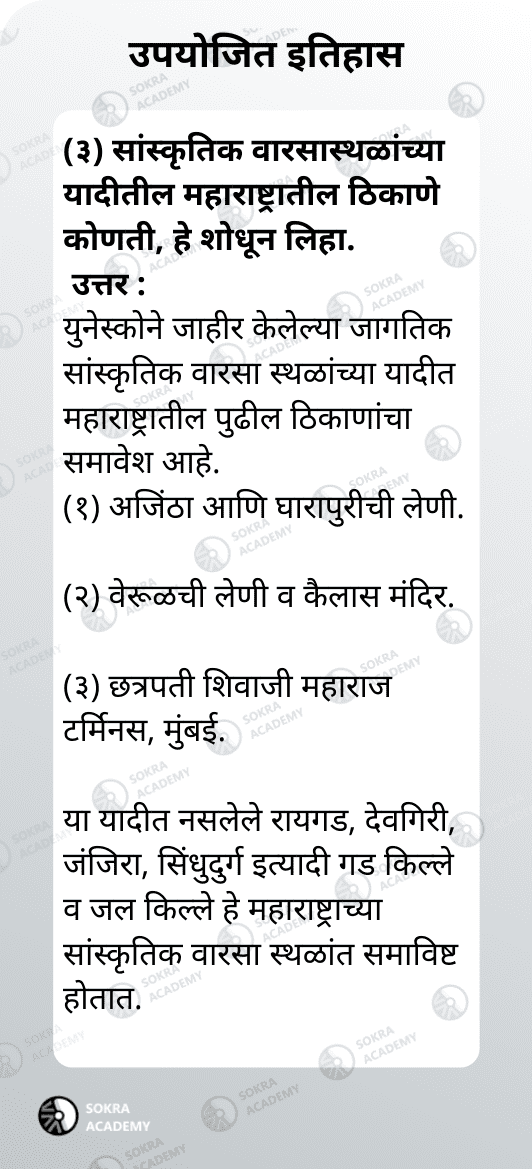 उपयोजित इतिहास
(३) सांस्कृतिक वारसास्थळांच्या
यादीतील महाराष्ट्रातील ठिकाणे
कोणती, हे शोधून लिहा.
उत्तर :
युनेस्कोने जाहीर केलेल्या जागतिक
सांस्कृतिक वारसा स्थळांच्या यादीत
महाराष्ट्रातील पुढील ठिकाणांचा
समावेश आहे.
(१) अजिंठा आणि घारापुरीची लेणी.
(२) वेरूळची लेणी व कैलास मंदिर.
(३) छत्रपती शिवाजी महाराज
टर्मिनस, मुंबई.
या यादीत नसलेले रायगड, देवगिरी,
जंजिरा, सिंधुदुर्ग इत्यादी गड किल्ले
व जल किल्ले हे महाराष्ट्राच्या
सांस्कृतिक वारसा स्थळांत समाविष्ट
होतात.
SOKRA
ACADEMY